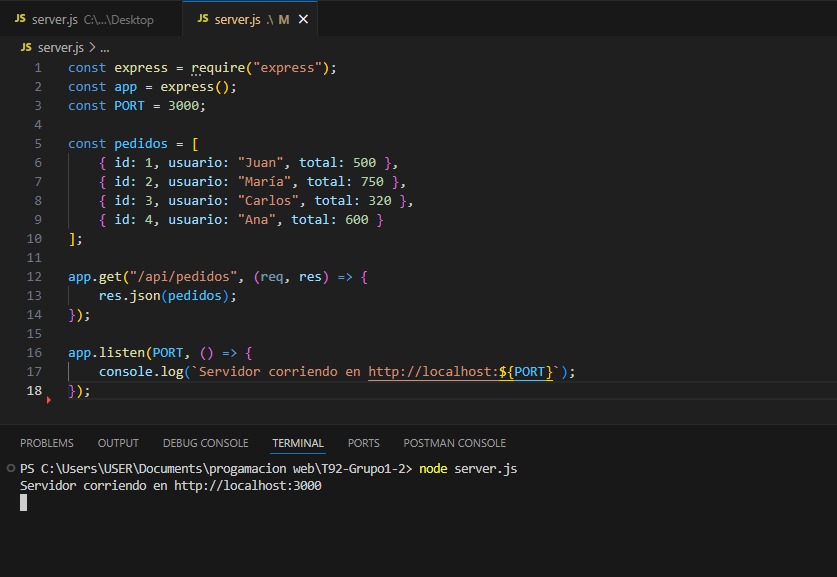 JS server.js C:\...\Desktop JS server.js .\ M ✕
JS server.js > ...
1 const express = require("express");
2 const app = express();
3 const PORT = 3000;
4
5 const pedidos = [
6     { id: 1, usuario: "Juan", total: 500 },
7     { id: 2, usuario: "María", total: 750 },
8     { id: 3, usuario: "Carlos", total: 320 },
9     { id: 4, usuario: "Ana", total: 600 }
10 ];
11
12 app.get("/api/pedidos", (req, res) => {
13     res.json(pedidos);
14 });
15
16 app.listen(PORT, () => {
17     console.log(`Servidor corriendo en http://localhost:${PORT}`);
18 });
PROBLEMS OUTPUT DEBUG CONSOLE TERMINAL PORTS POSTMAN CONSOLE
PS C:\Users\USER\Documents\progamacion web\T92-Grupo1-2> node server.js
Servidor corriendo en http://localhost:3000